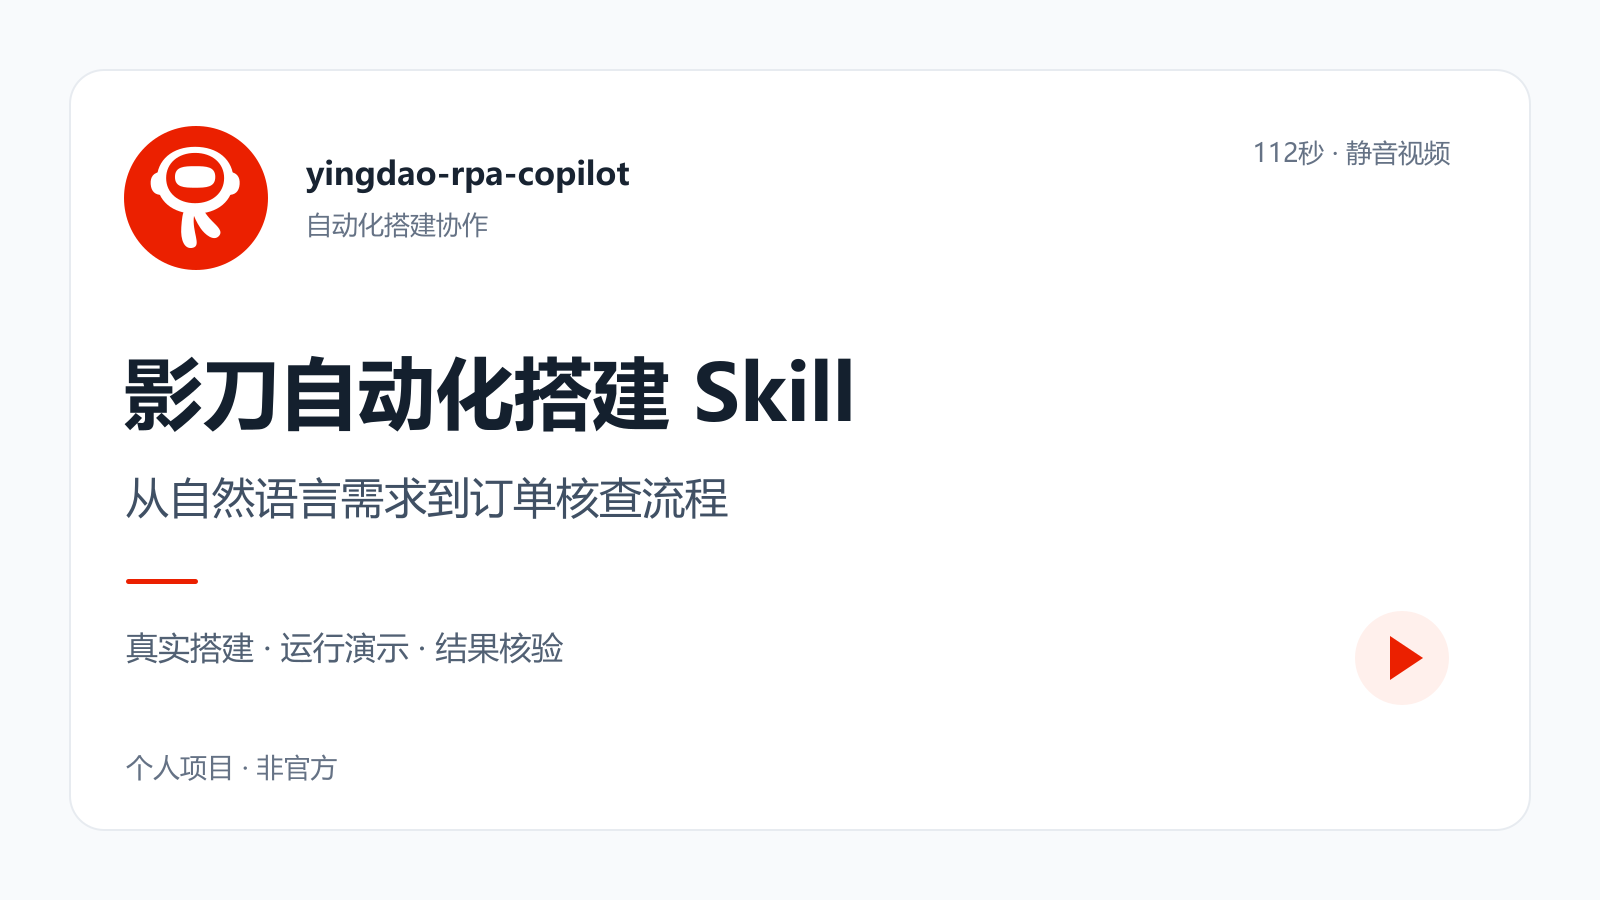 yingdao-rpa-copilot
自动化搭建协作
112秒 · 静音视频
影刀自动化搭建 Skill
从自然语言需求到订单核查流程
真实搭建 · 运行演示 · 结果核验
个人项目 · 非官方